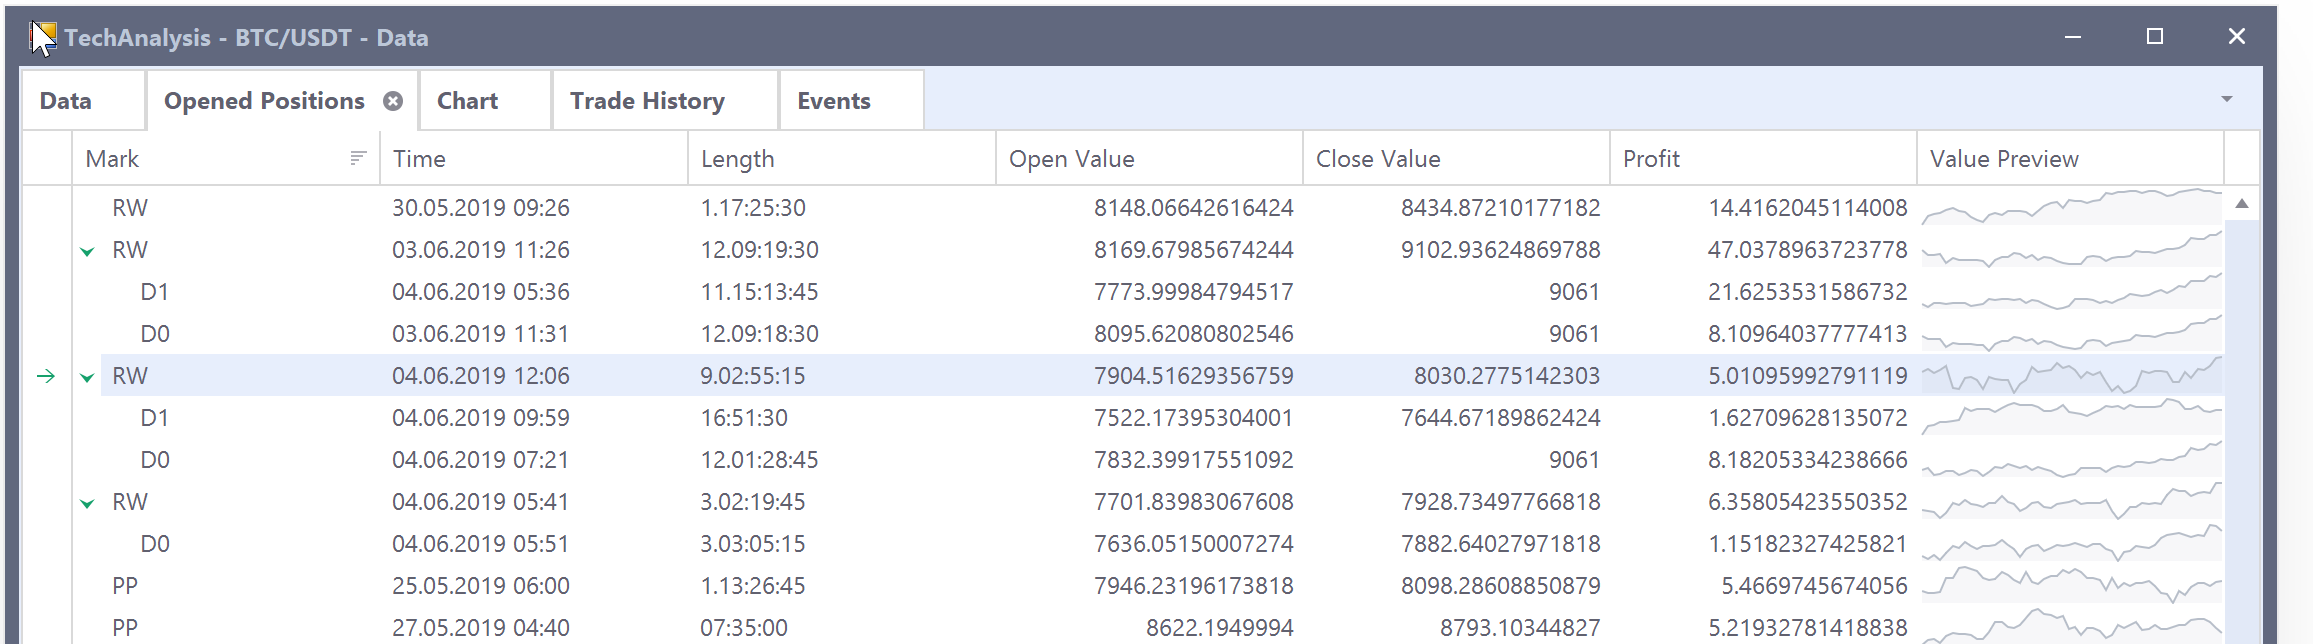 TechAnalysis - BTC/USDT - Data
Data Opened Positions Chart Trade History Events
Mark Time Length Open Value Close Value Profit Value Preview
RW 30.05.2019 09:26 1.17:25:30 8148.06642616424 8434.87210177182 14.4162045114008
RW 03.06.2019 11:26 12.09:19:30 8169.67985674244 9102.93624869788 47.0378963723778
D1 04.06.2019 05:36 11.15:13:45 7773.99984794517 9061 21.6253531586732
D0 03.06.2019 11:31 12.09:18:30 8095.62080802546 9061 8.10964037777413
RW 04.06.2019 12:06 9.02:55:15 7904.51629356759 8030.2775142303 5.01095992791119
D1 04.06.2019 09:59 16:51:30 7522.17395304001 7644.67189862424 1.62709628135072
D0 04.06.2019 07:21 12.01:28:45 7832.39917551092 9061 8.18205334238666
RW 04.06.2019 05:41 3.02:19:45 7701.83983067608 7928.73497766818 6.35805423550352
D0 04.06.2019 05:51 3.03:05:15 7636.05150007274 7882.64027971818 1.15182327425821
PP 25.05.2019 06:00 1.13:26:45 7946.23196173818 8098.28608850879 5.4669745674056
PP 27.05.2019 04:40 07:35:00 8622.1949994 8793.10344827 5.21932781418838